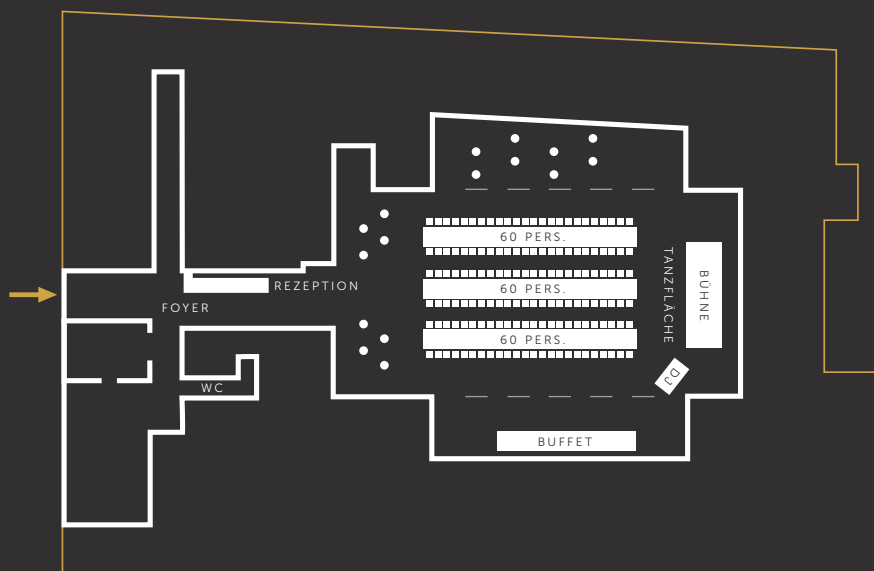 60 PERS.
TANZFLÄCHE
BÜHNE
REZEPTION
60 PERS.
FOYER
60 PERS.
DJ
WC
BUFFET